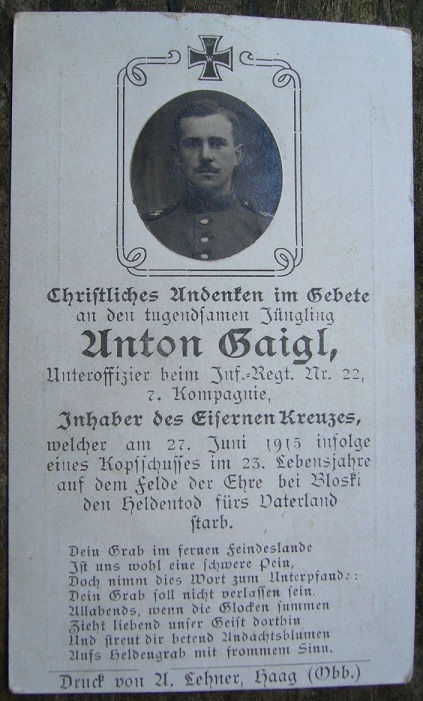 W
Christliches Andenken im Gebete
an den tugendsamen Jüngling
Anton Gaigl,
Unteroffizier beim Inf.-Regt. Nr. 22,
7. Kompagnie,
Inhaber des Eisernen Kreuzes,
welcher am 27. Juni 1915 infolge
eines Kopfschusses im 23. Lebensjahre
auf dem Felde der Ehre bei Bloski
den Heldentod fürs Vaterland
starb.
Dein Grab im fernen Feindeslande
Ist uns wohl eine schwere Pein,
Doch nimm dies Wort zum Unterpfande:
Dein Grab soll nicht verlassen sein.
Allabends, wenn die Glocken summen
Zieht liebend unser Geist dorthin
Und streut dir betend Andachtsblumen
Aufs Heldengrab mit frommem Sinn.
Druck von A. Lehner, Haag (Obb.)